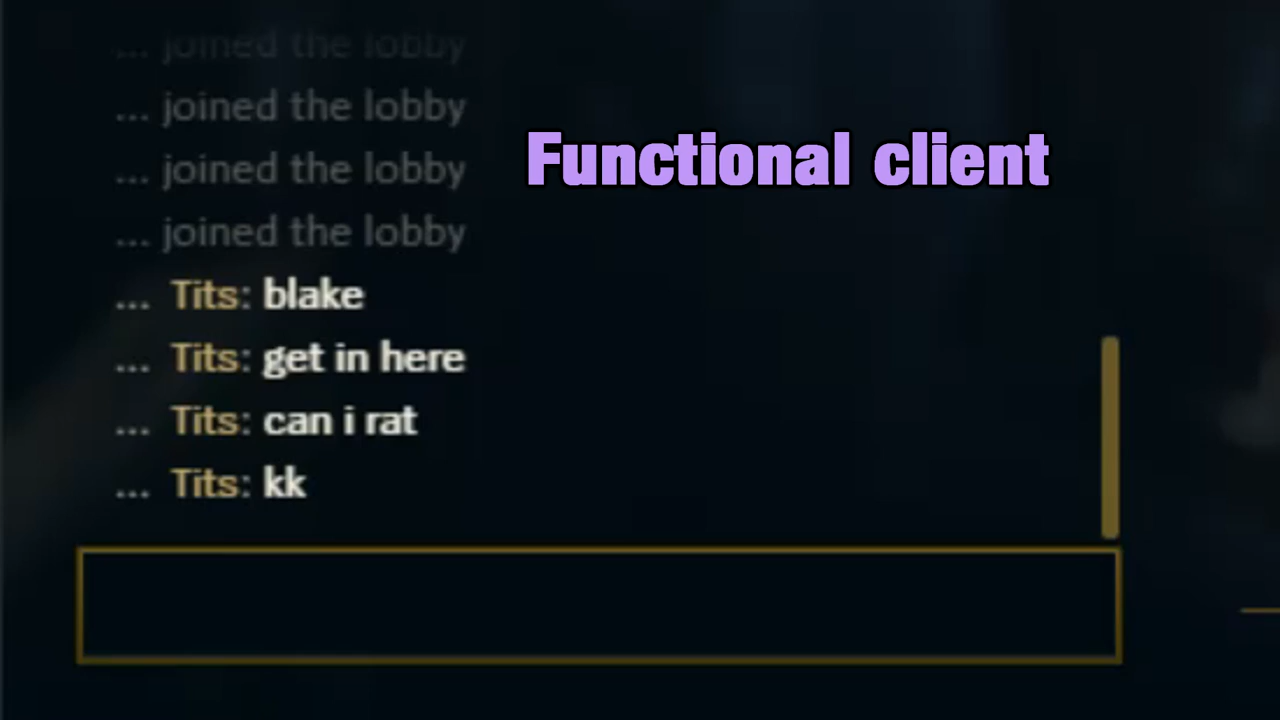 ... joined the lobby
... joined the lobby
Functional client
... joined the lobby
... joined the lobby
... Tits: blake
... Tits: get in here
... Tits: can i rat
... Tits: kk